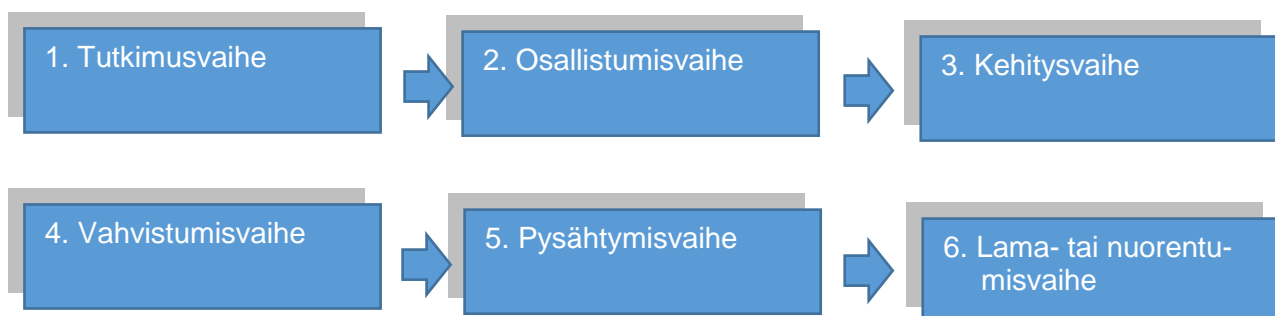 1. Tutkimusvaihe
2. Osallistumisvaihe
3. Kehitysvaihe
4. Vahvistumisvaihe
5. Pysähtymisvaihe
6. Lama- tai nuorentu-
misvaihe